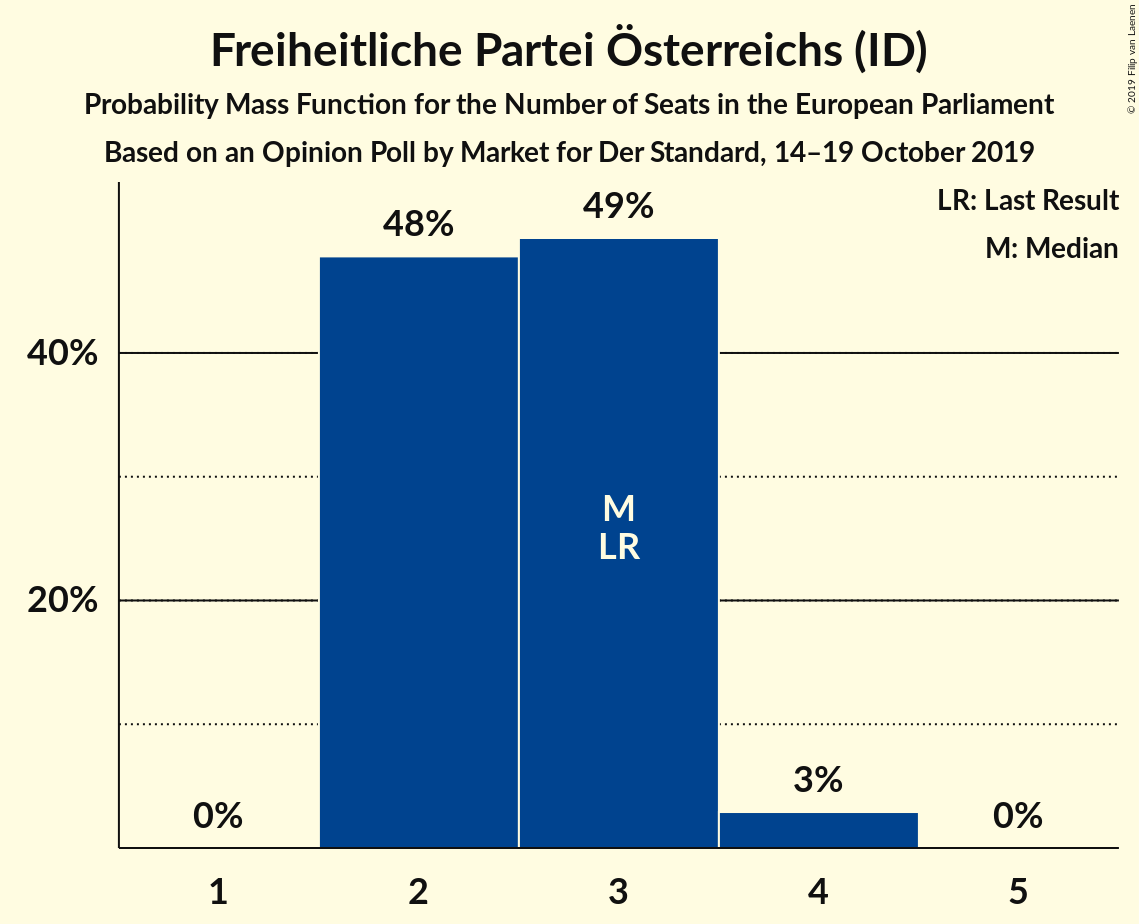 Freiheitliche Partei Österreichs (ID)
Probability Mass Function for the Number of Seats in the European Parliament
Based on an Opinion Poll by Market for Der Standard, 14–19 October 2019
© 2019 Filip van Laenen
LR: Last Result
M: Median
48%
49%
40%
M
LR
20%
3%
0%
0%
1
2
3
4
5